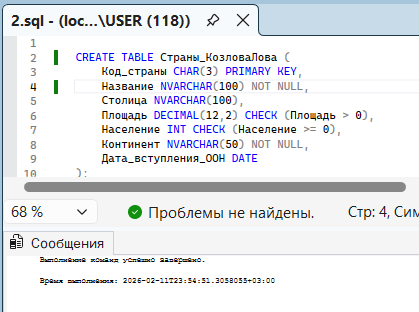 2.sql - (loc...\USER (118))
1
2 CREATE TABLE Страны_КозловаЛова (
3 Код_страны CHAR(3) PRIMARY KEY,
4 Название NVARCHAR(100) NOT NULL,
5 Столица NVARCHAR(100),
6 Площадь DECIMAL(12,2) CHECK (Площадь > 0),
7 Население INT CHECK (Население >= 0),
8 Континент NVARCHAR(50) NOT NULL,
9 Дата_вступления_ООН DATE
10 );
68 % Проблемы не найдены. Стр: 4, Сим
Сообщения
Выполнение команд успешно завершено.
Время выполнения: 2026-02-11T23:54:51.3058055+03:00